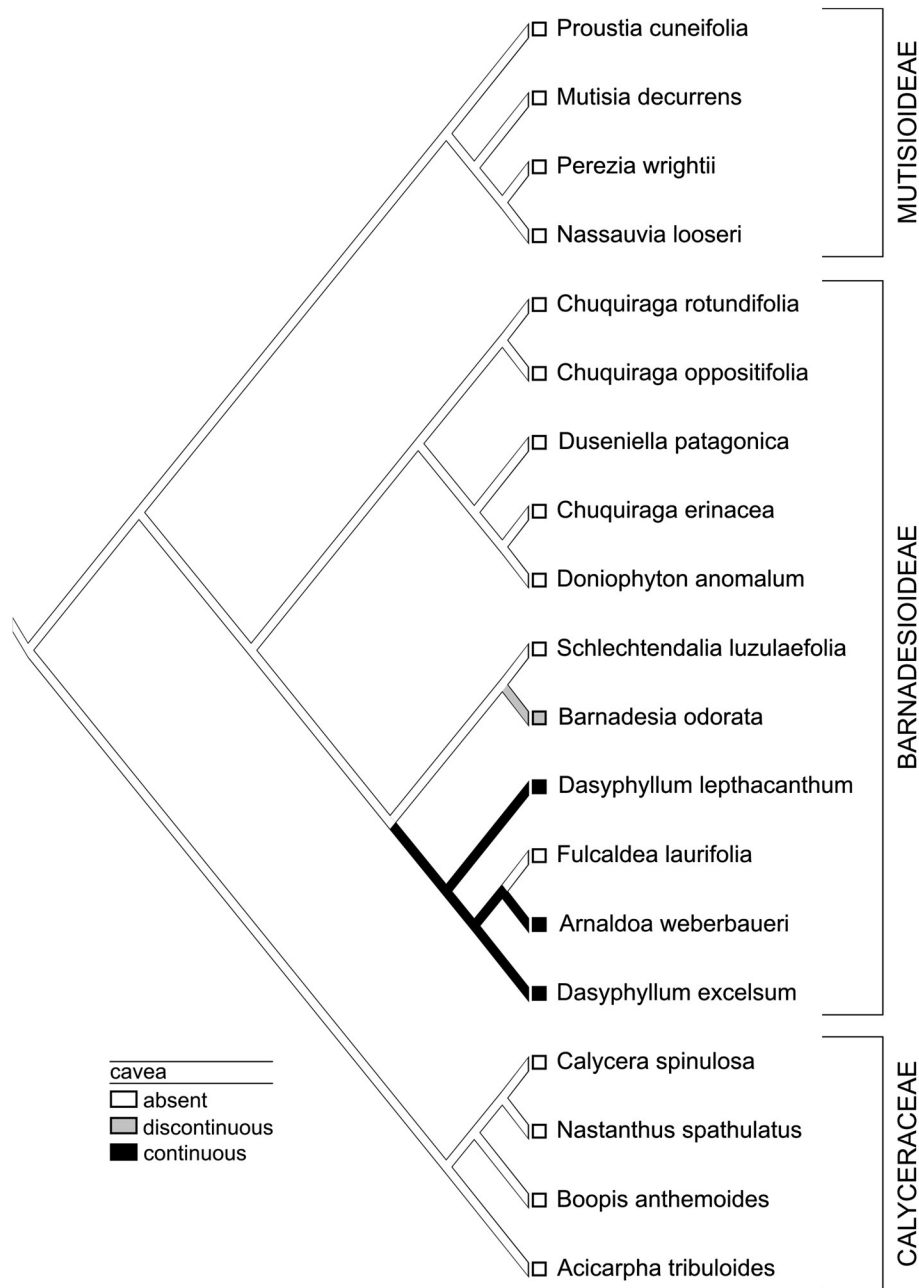 Proustia cuneifolia
Mutisia decurrens
Perezia wrightii
Nassauvia looseri
MUTISIOIDEAE
Chuquiraga rotundifolia
Chuquiraga oppositifolia
Duseniella patagonica
Chuquiraga erinacea
Doniophyton anomalum
Schlechtendalia luzulaefolia
Barnadesia odorata
Dasyphyllum lepthacanthum
Fulcaldea laurifolia
Arnaldoa weberbaueri
Dasyphyllum excelsum
BARNADESIOIDEAE
Calycera spinulosa
Nastanthus spathulatus
Boopis anthemoides
Acicarpha tribuloides
CALYCERACEAE
cavea
absent
discontinuous
continuous